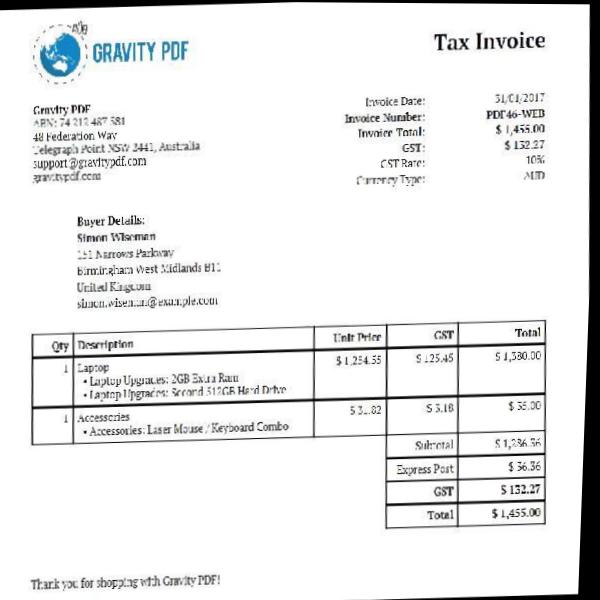 GRAVITY PDF
Tax Invoice
Gravity PDF
ABN: 74 212 487 581
48 Federation Way
Telegraph Point NSW 2441, Australia
support@gravitypdf.com
gravitypdf.com
Invoice Date: 31/01/2017
Invoice Number: PDF46-WEB
Invoice Total: $ 1,455.00
GST: $ 132.27
GST Rate: 10%
Currency Type: AUD
Buyer Details:
Simon Wiseman
151 Narrows Parkway
Birmingham West Midlands B11
United Kingdom
simon.wiseman@example.com
Qty Description Unit Price GST Total
1 Laptop $ 1,254.55 $ 125.45 $ 1,380.00
• Laptop Upgrades: 2GB Extra Ram
• Laptop Upgrades: Second 512GB Hard Drive
1 Accessories $ 31.82 $ 3.18 $ 35.00
• Accessories: Laser Mouse / Keyboard Combo
Subtotal $ 1,286.36
Express Post $ 36.36
GST $ 132.27
Total $ 1,455.00
Thank you for shopping with Gravity PDF!